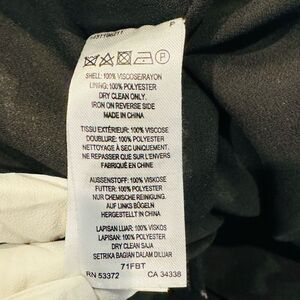 P
SHELL: 100% VISCOSE/RAYON
LINING: 100% POLYESTER
DRY CLEAN ONLY.
IRON ON REVERSE SIDE
MADE IN CHINA
TISSU EXTÉRIEUR: 100% VISCOSE
DOUBLURE: 100% POLYESTER
NETTOYAGE À SEC UNIQUEMENT.
NE REPASSER QUE SUR L'ENVERS
FABRIQUÉ EN CHINE
AUSSENSTOFF: 100% VISKOSE
FUTTER: 100% POLYESTER
NUR CHEMISCHE REINIGUNG.
AUF LINKS BÜGELN
HERGESTELLT IN CHINA
LAPISAN LUAR: 100% VISKOS
LAPISAN: 100% POLYESTER
DRY CLEAN SAJA
SETRIKA BAGIAN DALAM DILUAR
71FBT
RN 53372 CA 34338